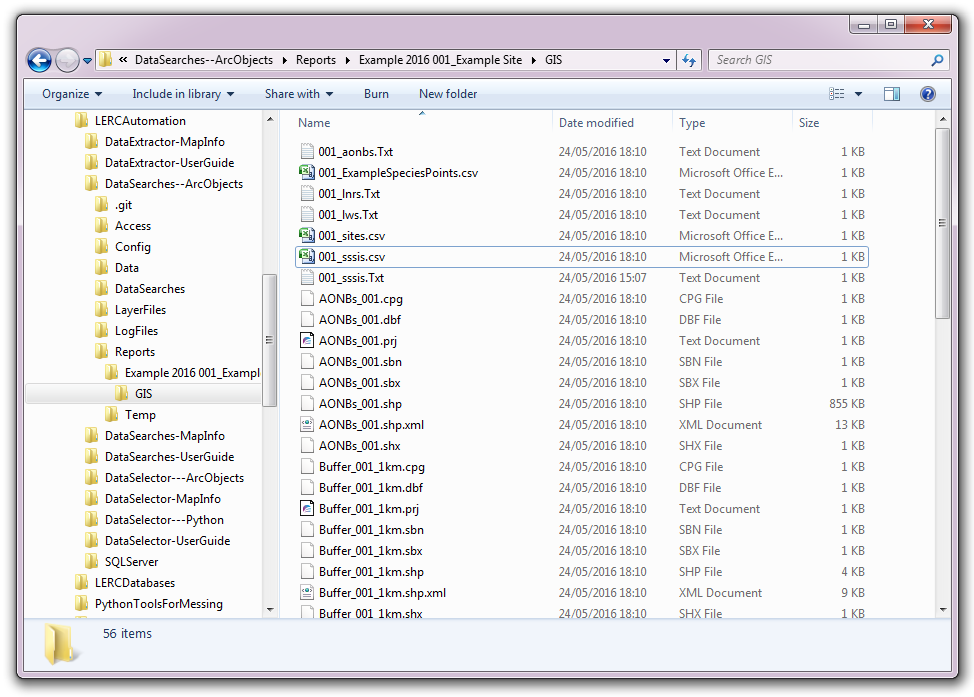 « DataSearches--ArcObjects Reports Example 2016 001_Example Site GIS Search GIS
Organize Include in library Share with Burn New folder
LERCAutomation
DataExtractor-MapInfo
DataExtractor-UserGuide
DataSearches--ArcObjects
.git
Access
Config
Data
DataSearches
LayerFiles
LogFiles
Reports
Example 2016 001_Exampl
GIS
Temp
DataSearches-MapInfo
DataSearches-UserGuide
DataSelector---ArcObjects
DataSelector-MapInfo
DataSelector---Python
DataSelector-UserGuide
SQLServer
LERCDatabases
PythonToolsForMessing
Name Date modified Type Size
001_aonbs.Txt 24/05/2016 18:10 Text Document 1 KB
001_ExampleSpeciesPoints.csv 24/05/2016 18:10 Microsoft Office E... 1 KB
001_lnrs.Txt 24/05/2016 18:10 Text Document 1 KB
001_lws.Txt 24/05/2016 18:10 Text Document 1 KB
001_sites.csv 24/05/2016 18:10 Microsoft Office E... 1 KB
001_sssis.csv 24/05/2016 18:10 Microsoft Office E... 1 KB
001_sssis.Txt 24/05/2016 15:07 Text Document 1 KB
AONBs_001.cpg 24/05/2016 18:10 CPG File 1 KB
AONBs_001.dbf 24/05/2016 18:10 DBF File 1 KB
AONBs_001.prj 24/05/2016 18:10 Text Document 1 KB
AONBs_001.sbn 24/05/2016 18:10 SBN File 1 KB
AONBs_001.sbx 24/05/2016 18:10 SBX File 1 KB
AONBs_001.shp 24/05/2016 18:10 SHP File 855 KB
AONBs_001.shp.xml 24/05/2016 18:10 XML Document 13 KB
AONBs_001.shx 24/05/2016 18:10 SHX File 1 KB
Buffer_001_1km.cpg 24/05/2016 18:10 CPG File 1 KB
Buffer_001_1km.dbf 24/05/2016 18:10 DBF File 1 KB
Buffer_001_1km.prj 24/05/2016 18:10 Text Document 1 KB
Buffer_001_1km.sbn 24/05/2016 18:10 SBN File 1 KB
Buffer_001_1km.sbx 24/05/2016 18:10 SBX File 1 KB
Buffer_001_1km.shp 24/05/2016 18:10 SHP File 4 KB
Buffer_001_1km.shp.xml 24/05/2016 18:10 XML Document 9 KB
Buffer_001_1km.shx 24/05/2016 18:10 SHX File 1 KB
56 items